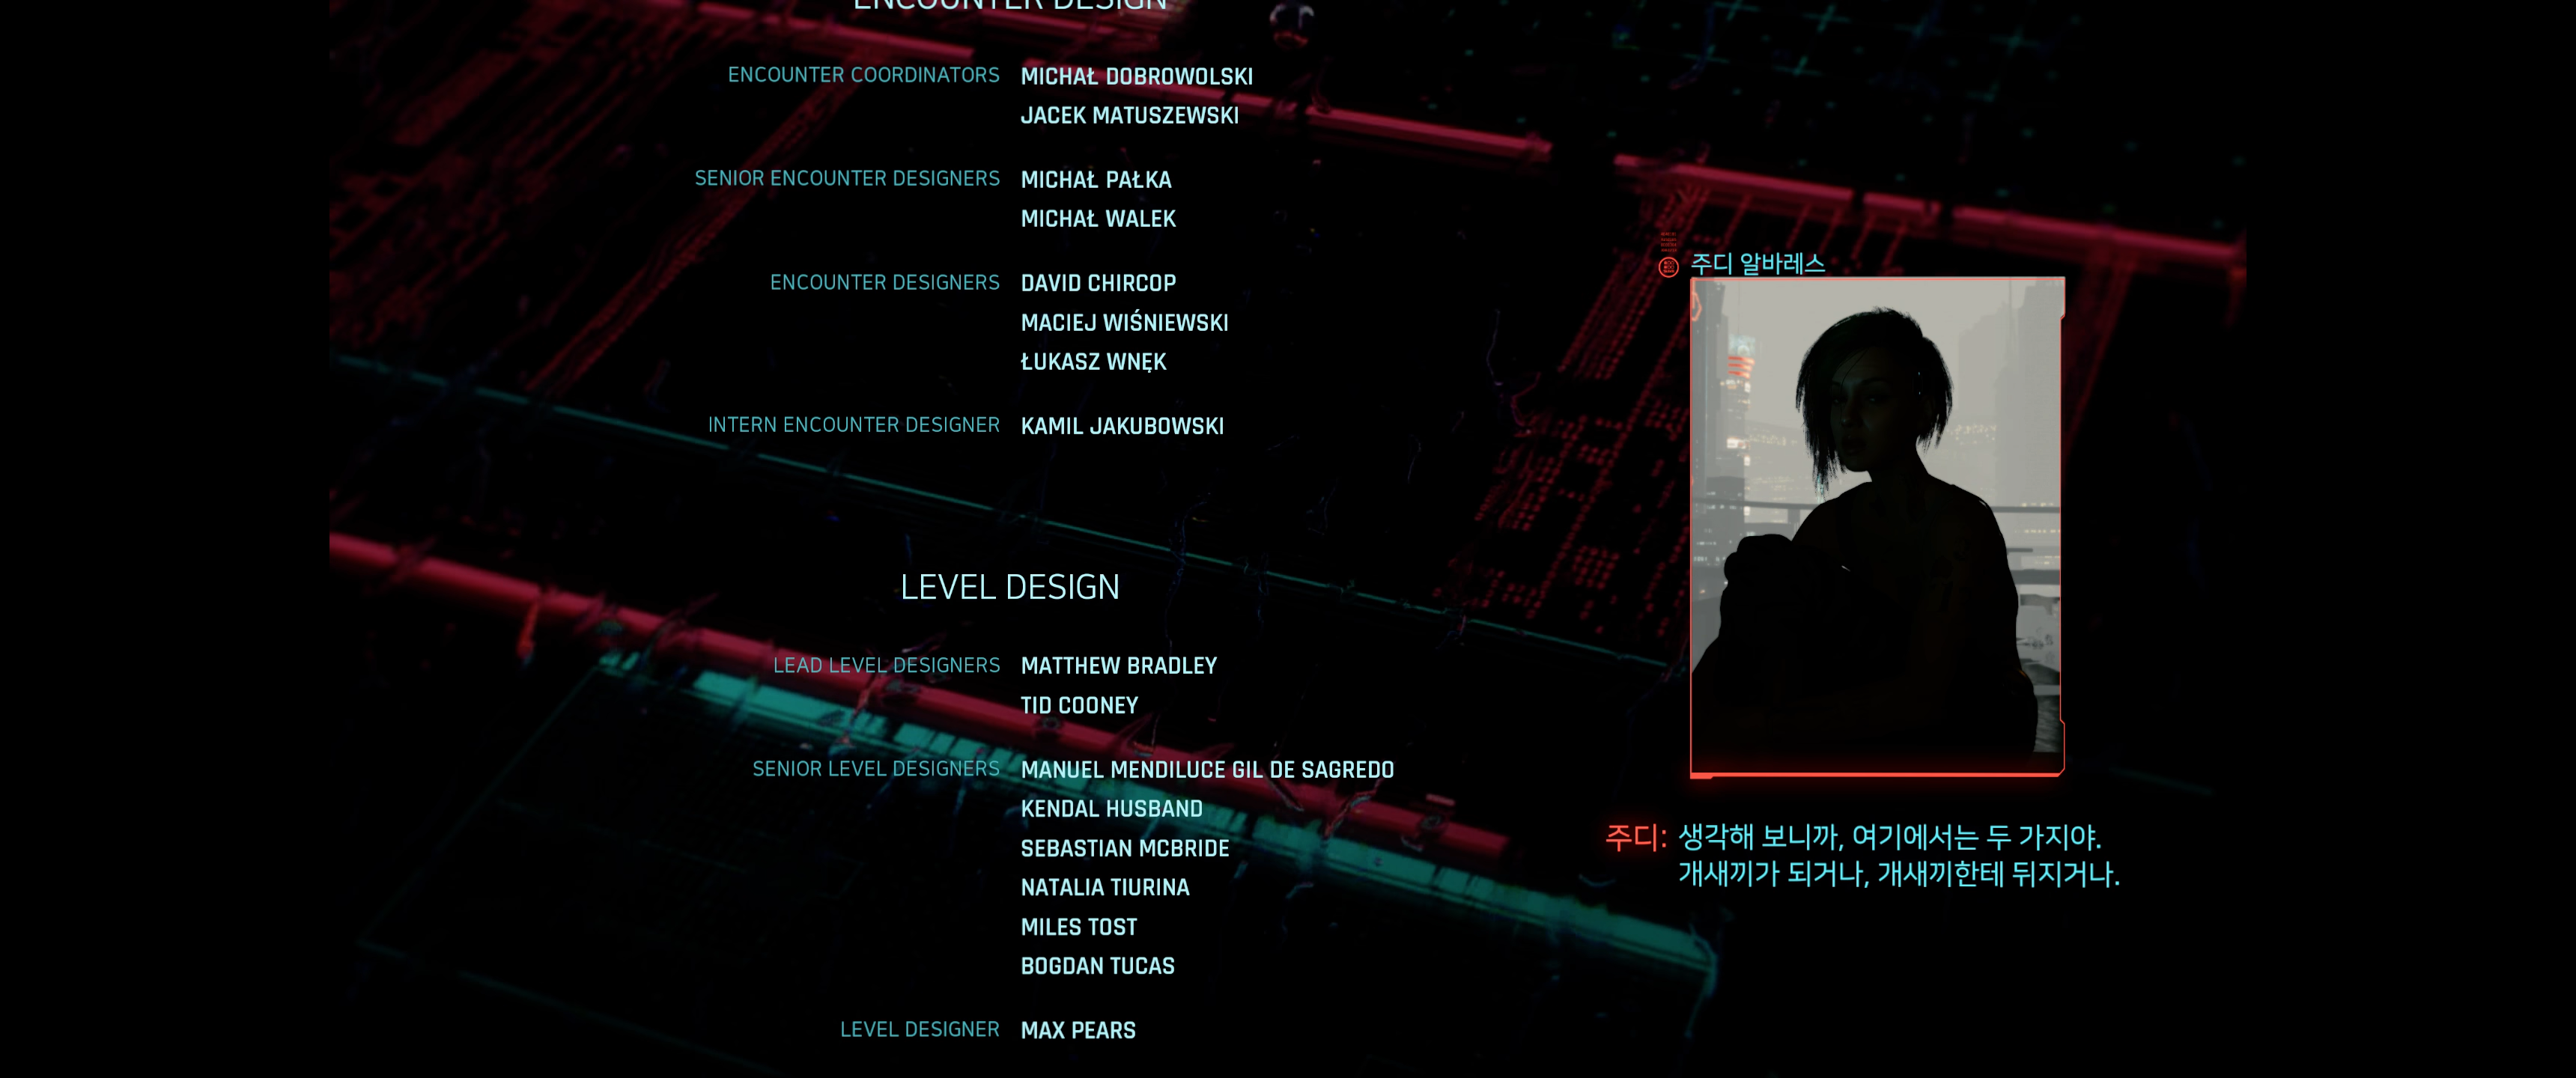 ENCOUNTER DESIGN
ENCOUNTER COORDINATORS MICHAŁ DOBROWOLSKI
JACEK MATUSZEWSKI
SENIOR ENCOUNTER DESIGNERS MICHAŁ PAŁKA
MICHAŁ WALEK
ENCOUNTER DESIGNERS DAVID CHIRCOP
MACIEJ WIŚNIEWSKI
ŁUKASZ WNĘK
INTERN ENCOUNTER DESIGNER KAMIL JAKUBOWSKI
LEVEL DESIGN
LEAD LEVEL DESIGNERS MATTHEW BRADLEY
TID COONEY
SENIOR LEVEL DESIGNERS MANUEL MENDILUCE GIL DE SAGREDO
KENDAL HUSBAND
SEBASTIAN MCBRIDE
NATALIA TIURINA
MILES TOST
BOGDAN TUCAS
LEVEL DESIGNER MAX PEARS
주디 알바레스
주디: 생각해 보니까, 여기에서는 두 가지야.
개새끼가 되거나, 개새끼한테 뒤지거나.